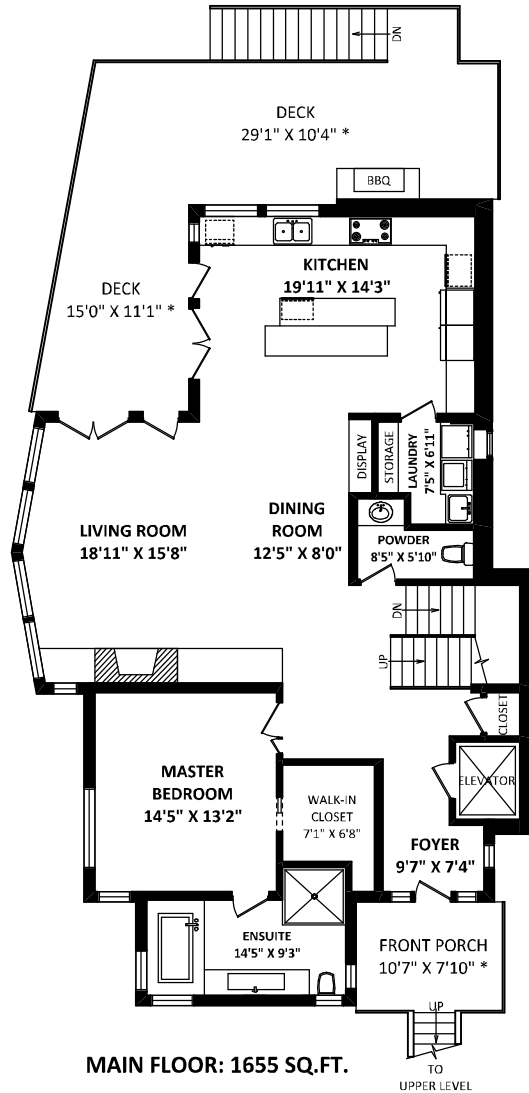 DN
DECK
29'1" X 10'4" *
BBQ
KITCHEN
19'11" X 14'3"
DECK
15'0" X 11'1" *
DISPLAY
STORAGE
LAUNDRY
7'5" X 6'11"
LIVING ROOM
18'11" X 15'8"
DINING
ROOM
12'5" X 8'0"
POWDER
8'5" X 5'10"
DN
UP
CLOSET
MASTER
BEDROOM
14'5" X 13'2"
WALK-IN
CLOSET
7'1" X 6'8"
ELEVATOR
FOYER
9'7" X 7'4"
ENSUITE
14'5" X 9'3"
FRONT PORCH
10'7" X 7'10" *
UP
TO
UPPER LEVEL
MAIN FLOOR: 1655 SQ.FT.